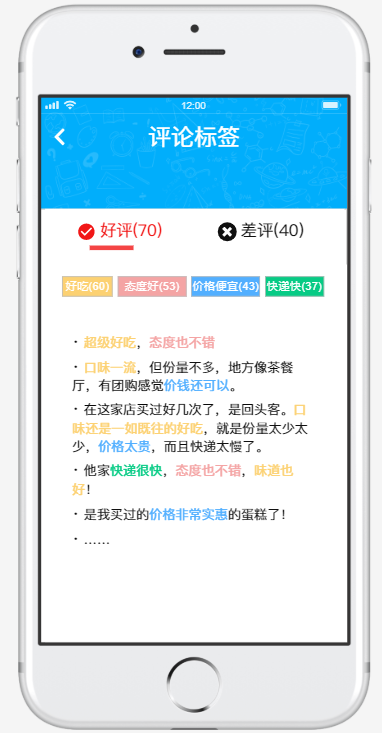 12:00
评论标签
好评(70)
差评(40)
好吃(60) 态度好(53) 价格便宜(43) 快递快(37)
· 超级好吃，态度也不错
· 口味一流，但份量不多，地方像茶餐
厅，有团购感觉价钱还可以。
· 在这家店买过好几次了，是回头客。口
味还是一如既往的好吃，就是份量太少太
少，价格太贵，而且快递太慢了。
· 他家快递很快，态度也不错，味道也
好！
· 是我买过的价格非常实惠的蛋糕了！
· ……